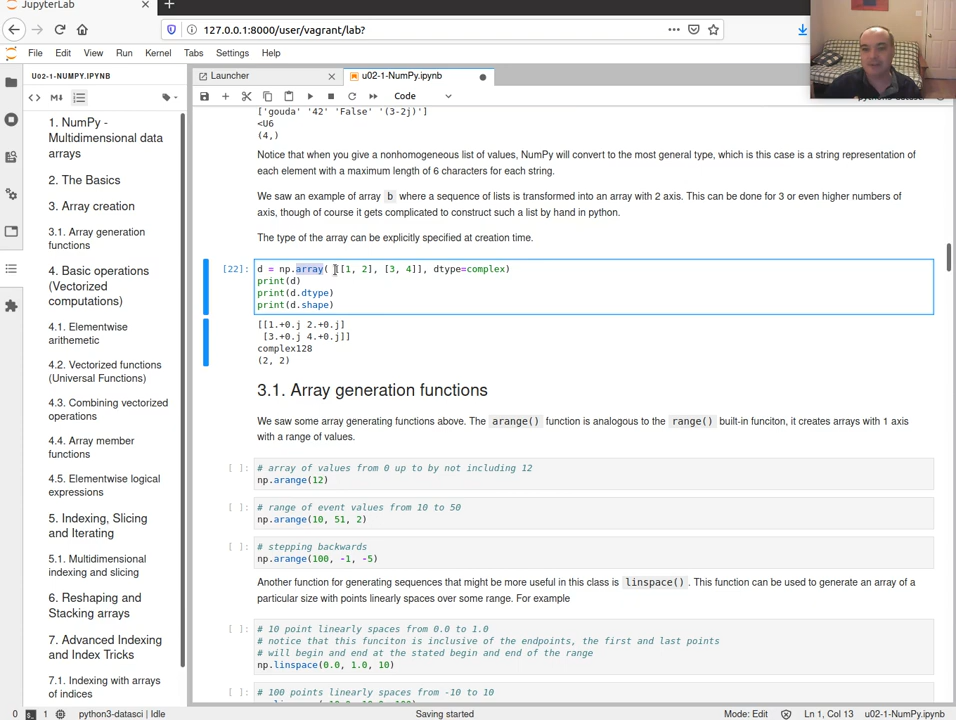 JupyterLab
127.0.0.1:8000/user/vagrant/lab?
File Edit View Run Kernel Tabs Settings Help
U02-1-NUMPY.IPYNB
Launcher
u02-1-NumPy.ipynb
Code
1. NumPy -
Multidimensional data
arrays
2. The Basics
3. Array creation
3.1. Array generation
functions
4. Basic operations
(Vectorized
computations)
4.1. Elementwise
arithemetic
4.2. Vectorized functions
(Universal Functions)
4.3. Combining vectorized
operations
4.4. Array member
functions
4.5. Elementwise logical
expressions
5. Indexing, Slicing
and Iterating
5.1. Multidimensional
indexing and slicing
6. Reshaping and
Stacking arrays
7. Advanced Indexing
and Index Tricks
7.1. Indexing with arrays
of indices
['gouda' '42' 'False' '(3-2j)']
<U6
(4,)
Notice that when you give a nonhomogeneous list of values, NumPy will convert to the most general type, which is this case is a string representation of
each element with a maximum length of 6 characters for each string.
We saw an example of array b where a sequence of lists is transformed into an array with 2 axis. This can be done for 3 or even higher numbers of
axis, though of course it gets complicated to construct such a list by hand in python.
The type of the array can be explicitly specified at creation time.
[22]: d = np.array( [[1, 2], [3, 4]], dtype=complex)
print(d)
print(d.dtype)
print(d.shape)
[[1.+0.j 2.+0.j]
[3.+0.j 4.+0.j]]
complex128
(2, 2)
3.1. Array generation functions
We saw some array generating functions above. The arange() function is analogous to the range() built-in funciton, it creates arrays with 1 axis
with a range of values.
[ ]: # array of values from 0 up to by not including 12
np.arange(12)
[ ]: # range of event values from 10 to 50
np.arange(10, 51, 2)
[ ]: # stepping backwards
np.arange(100, -1, -5)
Another function for generating sequences that might be more useful in this class is linspace(). This function can be used to generate an array of a
particular size with points linearly spaces over some range. For example
[ ]: # 10 point linearly spaces from 0.0 to 1.0
# notice that this funciton is inclusive of the endpoints, the first and last points
# will begin and end at the stated begin and end of the range
np.linspace(0.0, 1.0, 10)
[ ]: # 100 points linearly spaces from -10 to 10
0 1 python3-datasci | Idle Saving started Mode: Edit Ln 1, Col 13 u02-1-NumPy.ipynb